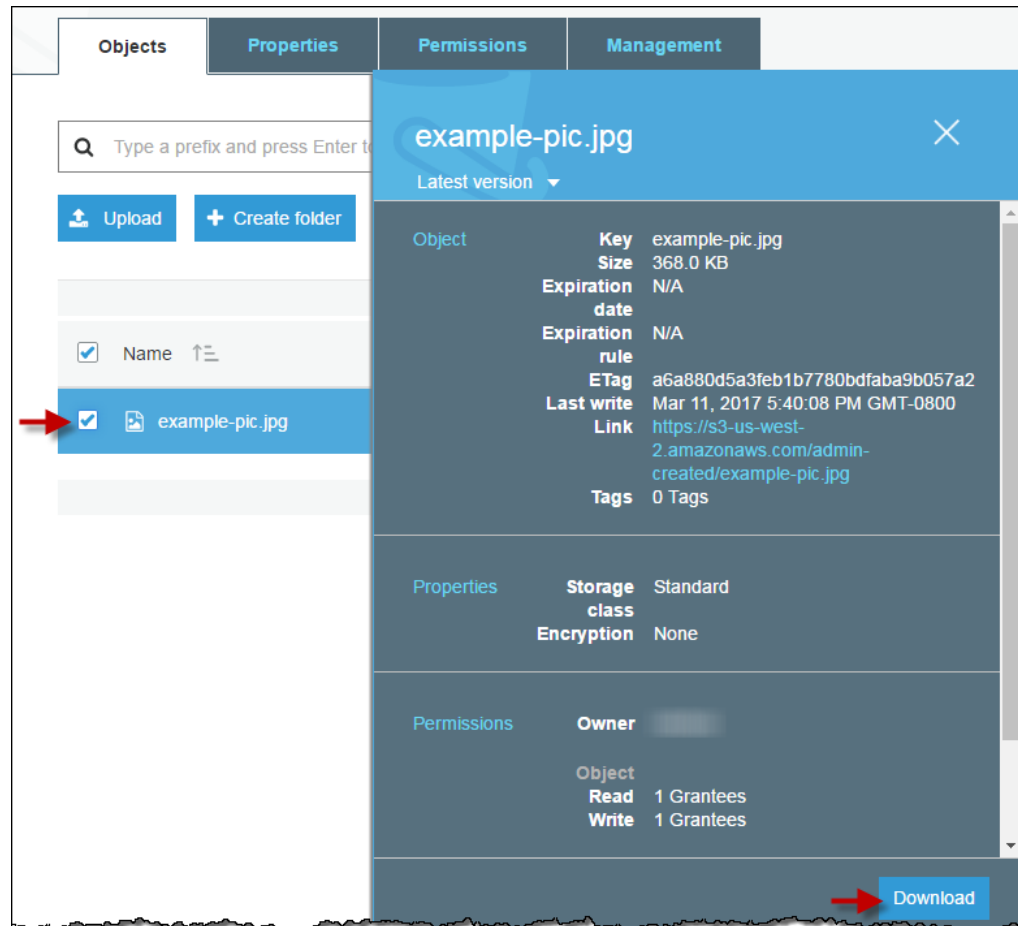 Objects
Properties
Permissions
Management
Type a prefix and press Enter to
Upload
Create folder
Name
example-pic.jpg
example-pic.jpg
Latest version
Object
Key example-pic.jpg
Size 368.0 KB
Expiration N/A
date
Expiration N/A
rule
ETag a6a880d5a3feb1b7780bdfaba9b057a2
Last write Mar 11, 2017 5:40:08 PM GMT-0800
Link https://s3-us-west-
2.amazonaws.com/admin-
created/example-pic.jpg
Tags 0 Tags
Properties
Storage Standard
class
Encryption None
Permissions
Owner
Object
Read 1 Grantees
Write 1 Grantees
Download